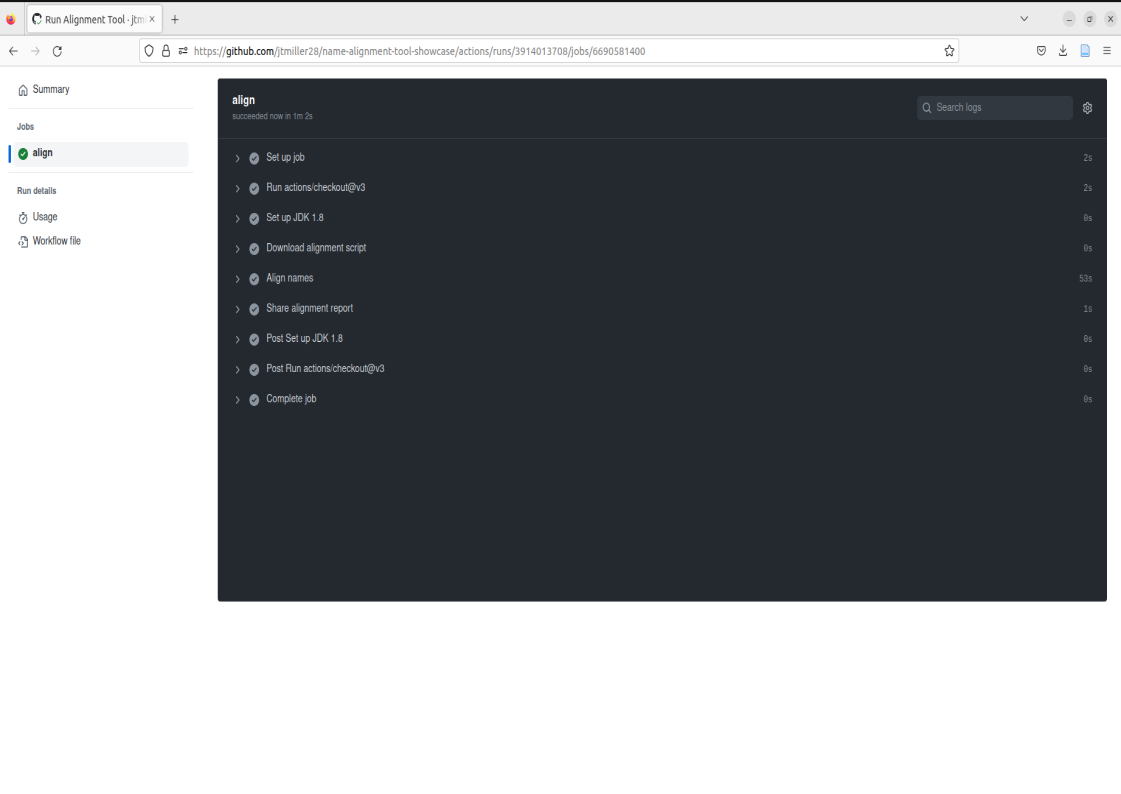 Run Alignment Tool · jtmi
https://github.com/jtmiller28/name-alignment-tool-showcase/actions/runs/3914013708/jobs/6690581400
Summary
Jobs
align
Run details
Usage
Workflow file
align
succeeded now in 1m 2s
Search logs
Set up job 2s
Run actions/checkout@v3 2s
Set up JDK 1.8 0s
Download alignment script 0s
Align names 53s
Share alignment report 1s
Post Set up JDK 1.8 0s
Post Run actions/checkout@v3 0s
Complete job 0s